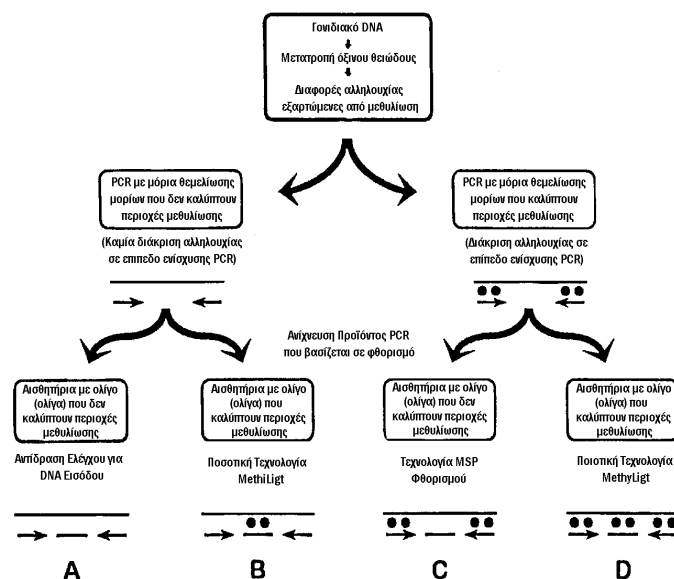 Γονιδιακό DNA
Μετατροπή όξινου θειώδους
Διαφορές αλληλουχίας
εξαρτώμενες από μεθυλίωση
PCR με μόρια θεμελίωσης
μορίων που δεν καλύπτουν
περιοχές μεθυλίωσης
(Καμία διάκριση αλληλουχίας
σε επιπεδο ενίσχυσης PCR)
PCR με μόρια θεμελίωσης
μορίων που καλύπτουν
περιοχές μεθυλίωσης
(Διάκριση αλληλουχίας σε
επίπεδο ενίσχυσης PCR)
Ανίχνευση Προϊόντος PCR
που βασίζεται σε φθορισμό
Αισθητήρια με ολίγο
(ολίγα) που δεν
καλύπτουν περιοχές
μεθυλίωσης
Αντίδραση Ελέγχου για
DNA Εισόδου
Αισθητήρια με ολίγο
(ολίγα) που
καλύπτουν περιοχές
μεθυλίωσης
Ποσοτική Τεχνολογία
MethiLigt
Αισθητήρια με ολίγο
(ολίγα) που δεν
καλύπτουν περιοχές
μεθυλίωσης
Τεχνολογία MSP
Φθορισμού
Αισθητήρια με ολίγο
(ολίγα) που
καλύπτουν περιοχές
μεθυλίωσης
Ποιοτική Τεχνολογία
MethyLigt
A
B
C
D